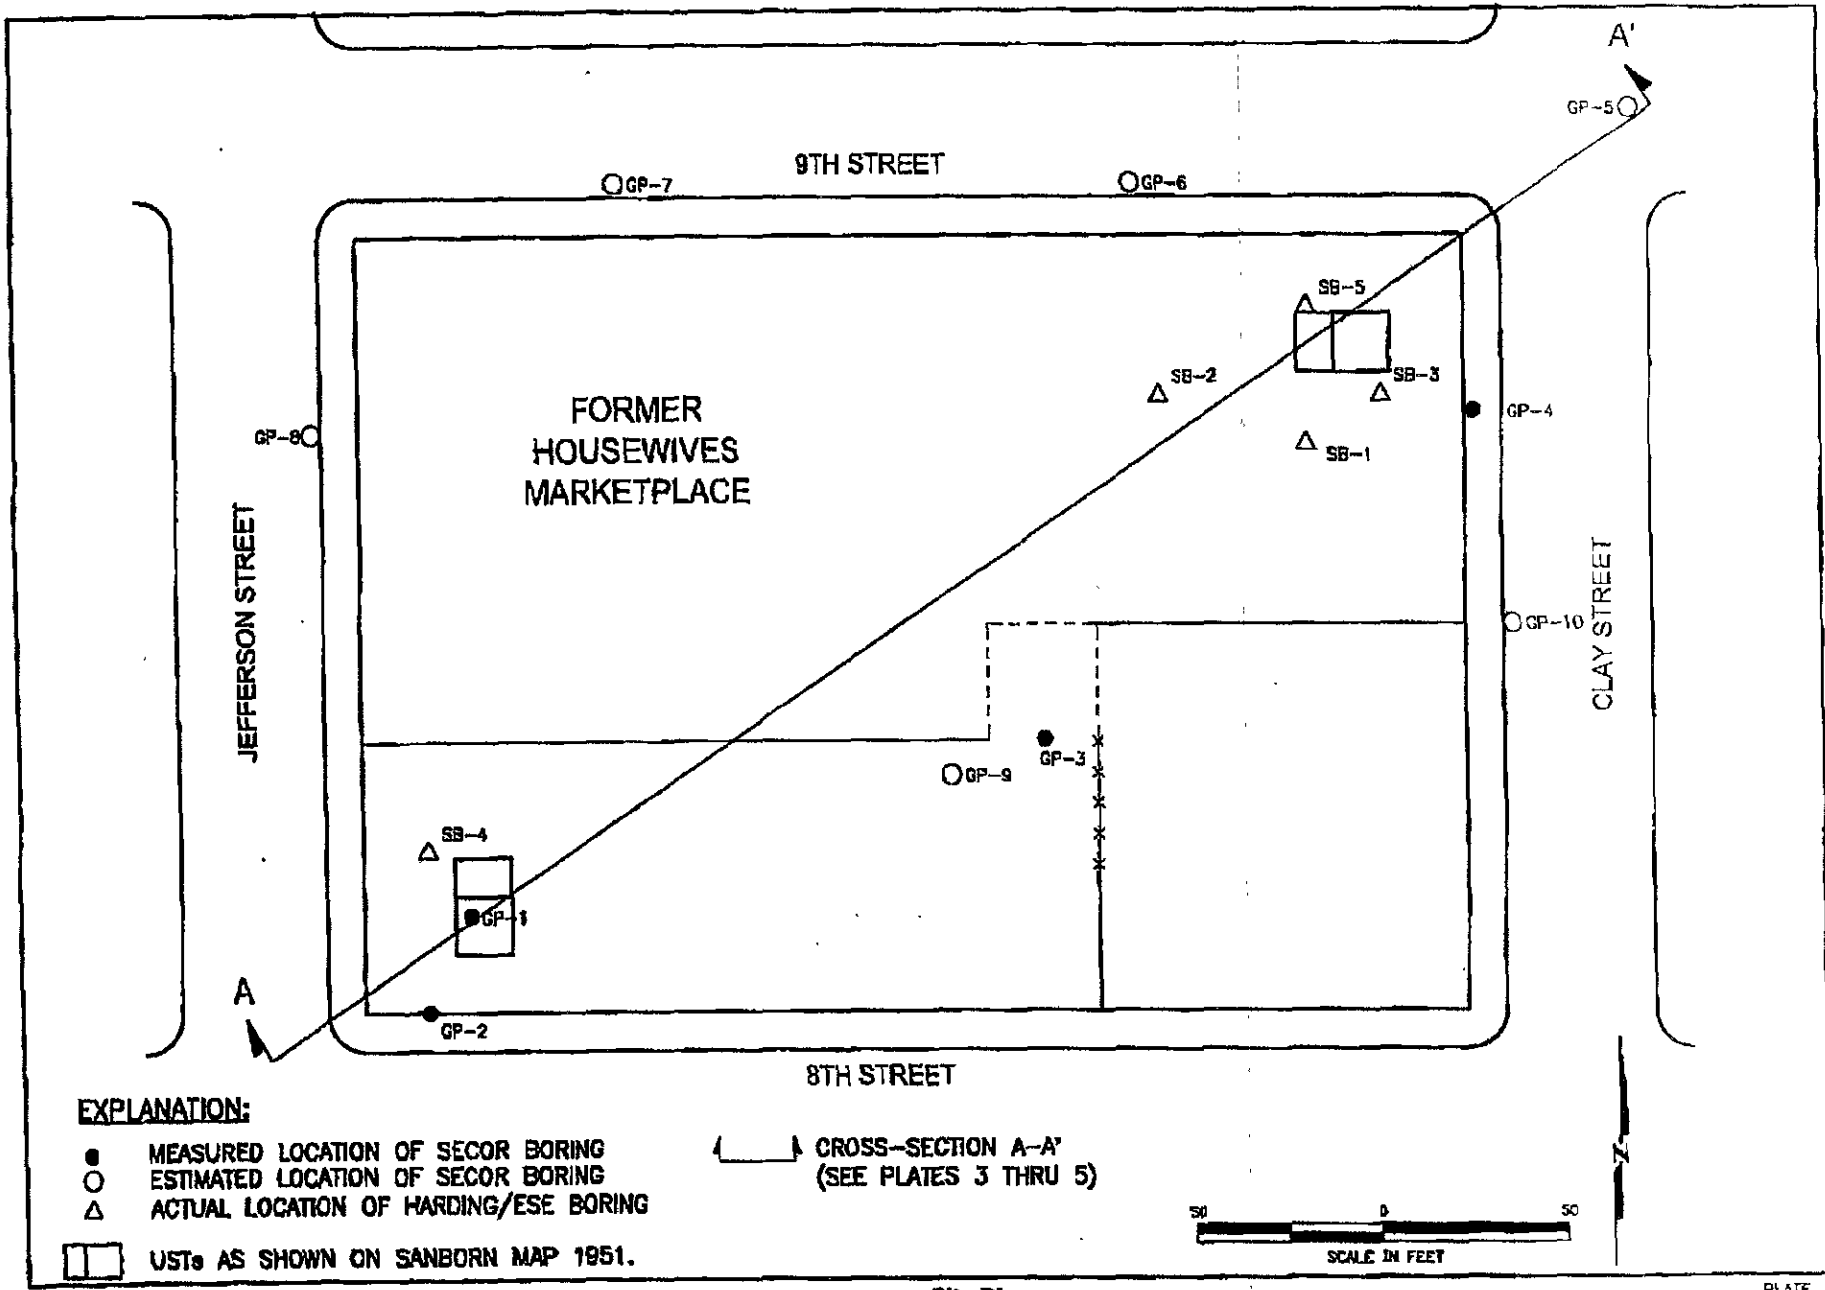 A'
GP-5
9TH STREET
GP-7
GP-6
SB-5
SB-2
SB-3
GP-4
FORMER
HOUSEWIVES
MARKETPLACE
GP-8
SB-1
JEFFERSON STREET
CLAY STREET
GP-10
GP-3
GP-9
SB-4
GP-1
A
GP-2
8TH STREET
EXPLANATION:
MEASURED LOCATION OF SECOR BORING
ESTIMATED LOCATION OF SECOR BORING
ACTUAL LOCATION OF HARDING/ESE BORING
USTs AS SHOWN ON SANBORN MAP 1951.
CROSS-SECTION A-A'
(SEE PLATES 3 THRU 5)
50 0 50
SCALE IN FEET
PLATE